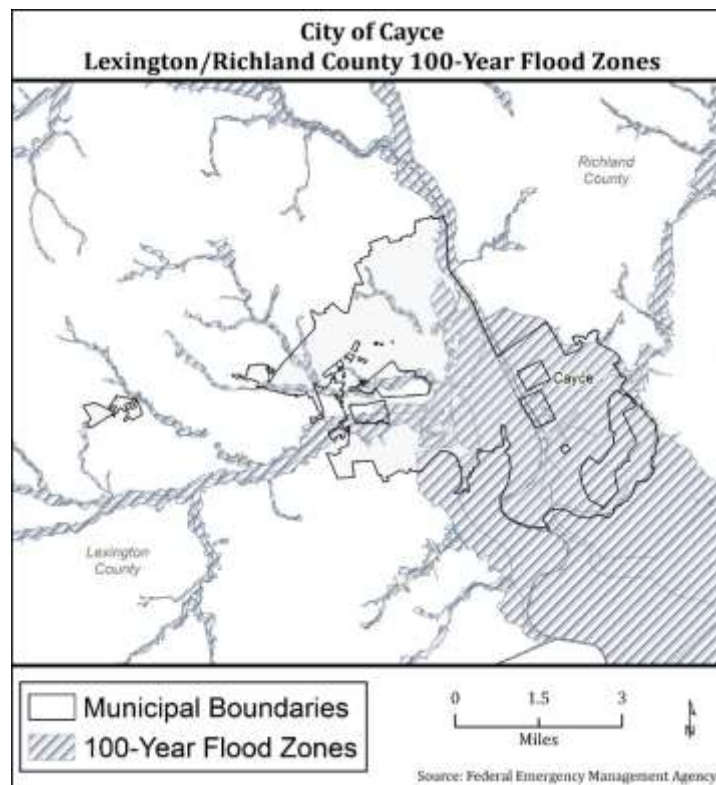 City of Cayce
Lexington/Richland County 100-Year Flood Zones
Richland
County
Cayce
Lexington
County
Municipal Boundaries
100-Year Flood Zones
0 1.5 3
Miles
N
Source: Federal Emergency Management Agency